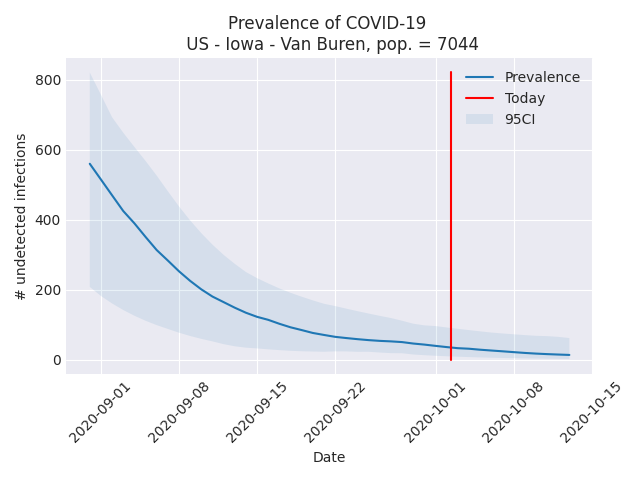 Prevalence of COVID-19
US - Iowa - Van Buren, pop. = 7044
Prevalence
Today
95CI
800
600
400
200
0
# undetected infections
2020-09-01
2020-09-08
2020-09-15
2020-09-22
2020-10-01
2020-10-08
2020-10-15
Date